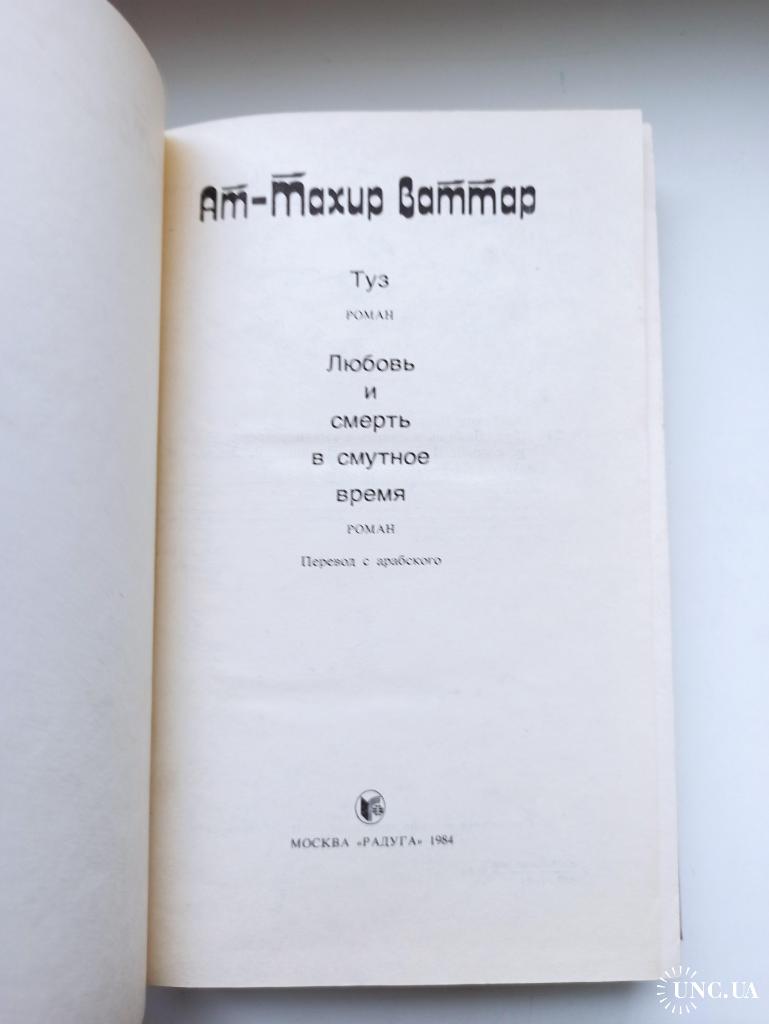 Ат-Тахир Ваттар
Туз
РОМАН
Любовь
и
смерть
в смутное
время
РОМАН
Перевод с арабского
МОСКВА «РАДУГА» 1984
UNC.UA